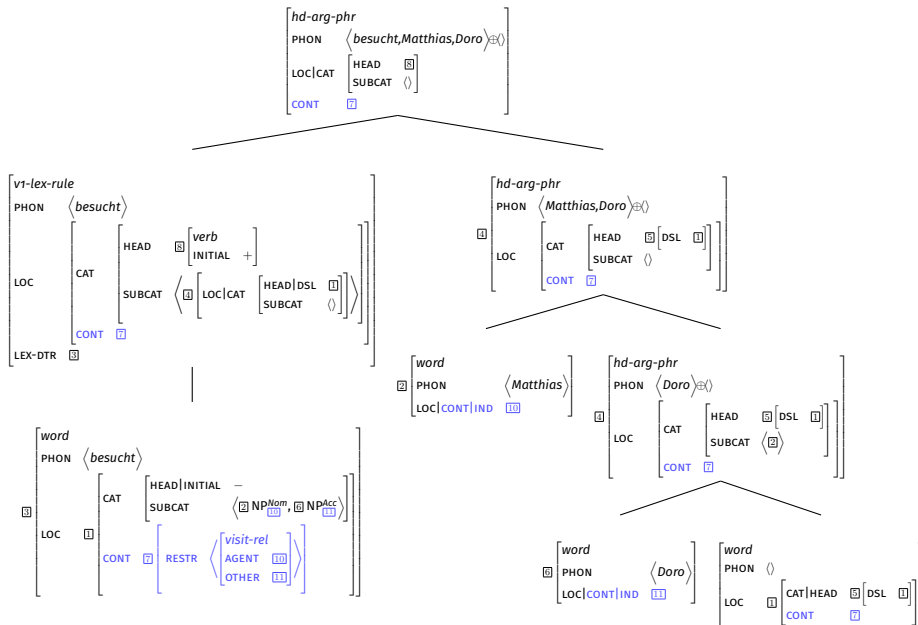 hd-arg-phr
PHON ⟨besucht,Matthias,Doro⟩⊕⟨⟩
LOC|CAT [HEAD 8
SUBCAT ⟨⟩]
CONT 7
v1-lex-rule
PHON ⟨besucht⟩
LOC
CAT
HEAD 8 [verb
INITIAL +]
SUBCAT ⟨4 [LOC|CAT [HEAD|DSL 1
SUBCAT ⟨⟩]]⟩
CONT 7
LEX-DTR 3
4 hd-arg-phr
PHON ⟨Matthias,Doro⟩⊕⟨⟩
LOC
CAT
HEAD 5 [DSL 1]
SUBCAT ⟨⟩
CONT 7
3 word
PHON ⟨besucht⟩
LOC 1
CAT
HEAD|INITIAL −
SUBCAT ⟨2 NP^Nom_10, 6 NP^Acc_11⟩
CONT 7 [RESTR ⟨[visit-rel
AGENT 10
OTHER 11]⟩]
2 word
PHON ⟨Matthias⟩
LOC|CONT|IND 10
4 hd-arg-phr
PHON ⟨Doro⟩⊕⟨⟩
LOC
CAT
HEAD 5 [DSL 1]
SUBCAT ⟨2⟩
CONT 7
6 word
PHON ⟨Doro⟩
LOC|CONT|IND 11
word
PHON ⟨⟩
LOC 1 [CAT|HEAD 5 [DSL 1]
CONT 7]